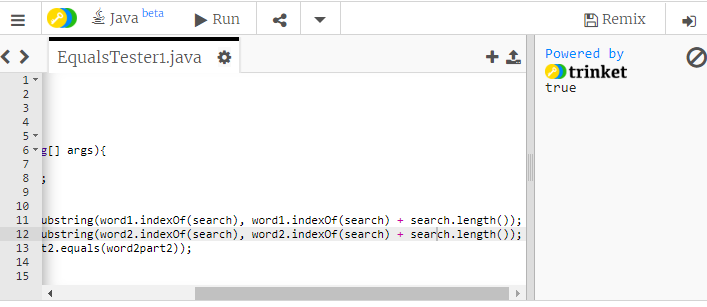 Java beta
Run
Remix
EqualsTester1.java
Powered by
trinket
true
1
2
3
4
5
6 g[] args){
7
8 ;
9
10
11 ubstring(word1.indexOf(search), word1.indexOf(search) + search.length());
12 ubstring(word2.indexOf(search), word2.indexOf(search) + search.length());
13 t2.equals(word2part2));
14
15